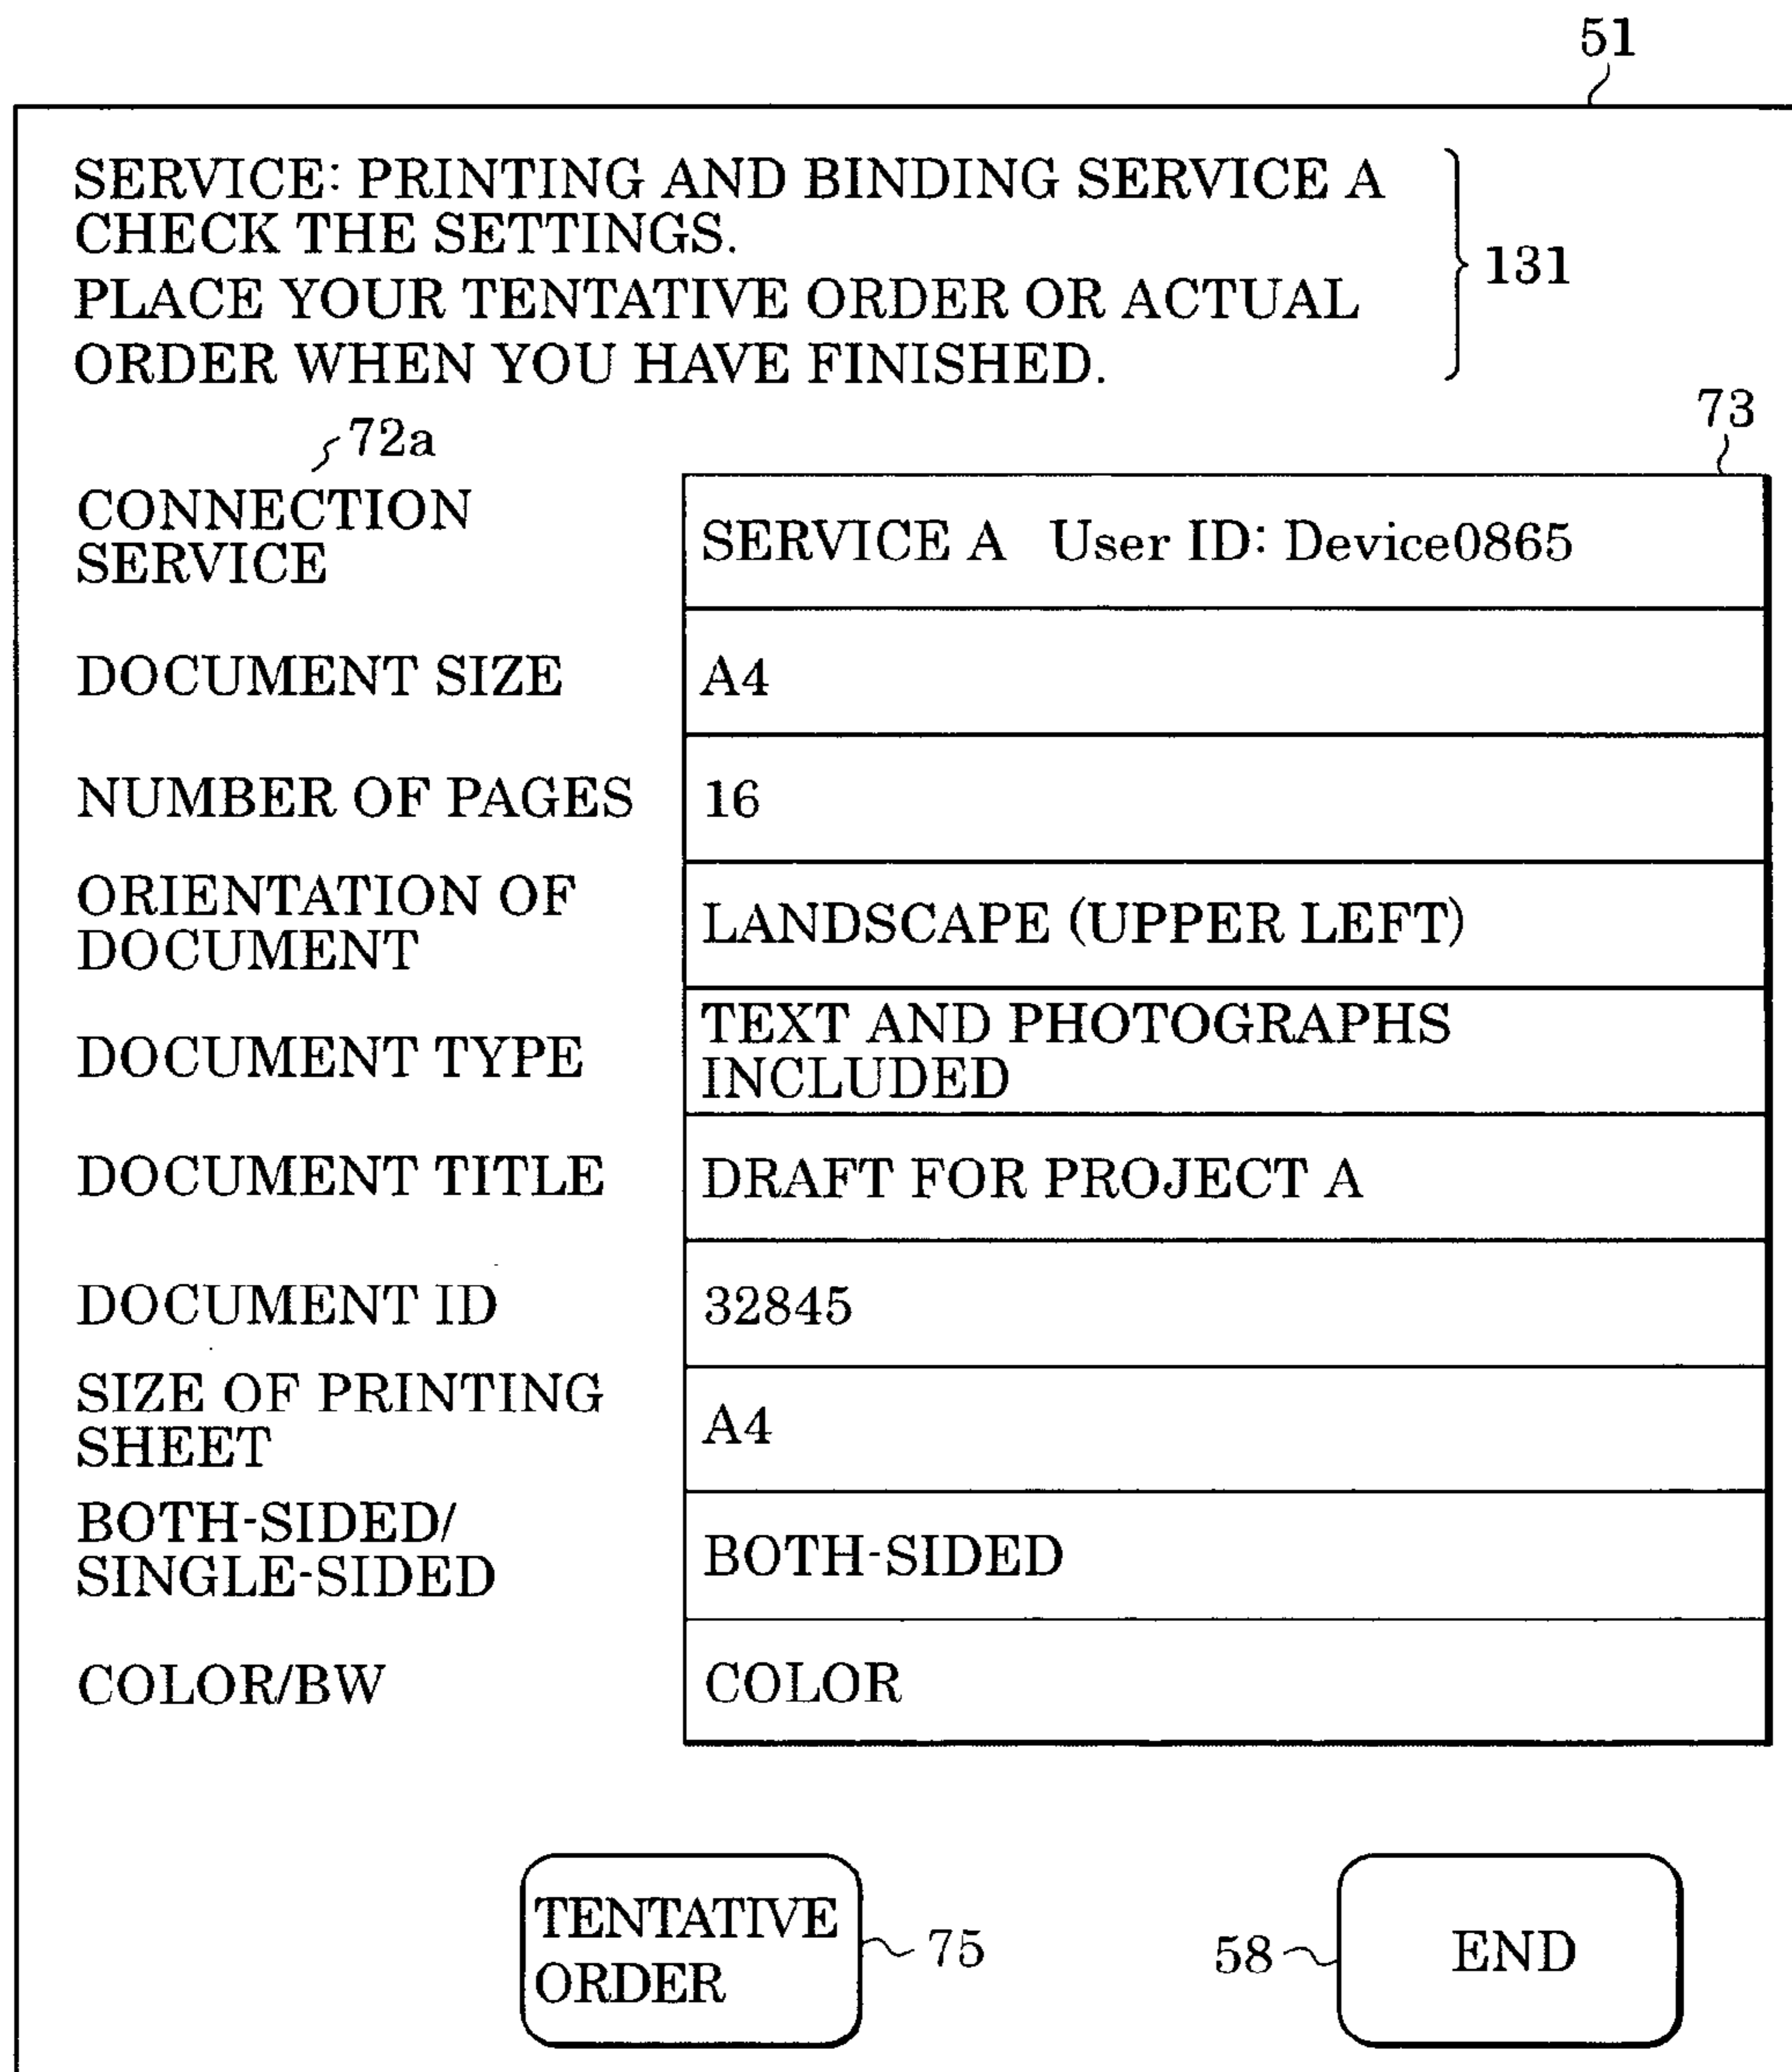 51
SERVICE: PRINTING AND BINDING SERVICE A
CHECK THE SETTINGS.
PLACE YOUR TENTATIVE ORDER OR ACTUAL
ORDER WHEN YOU HAVE FINISHED.
131
72a
73
CONNECTION
SERVICE
SERVICE A User ID: Device0865
DOCUMENT SIZE
A4
NUMBER OF PAGES
16
ORIENTATION OF
DOCUMENT
LANDSCAPE (UPPER LEFT)
DOCUMENT TYPE
TEXT AND PHOTOGRAPHS
INCLUDED
DOCUMENT TITLE
DRAFT FOR PROJECT A
DOCUMENT ID
32845
SIZE OF PRINTING
SHEET
A4
BOTH-SIDED/
SINGLE-SIDED
BOTH-SIDED
COLOR/BW
COLOR
TENTATIVE
ORDER
75
58
END